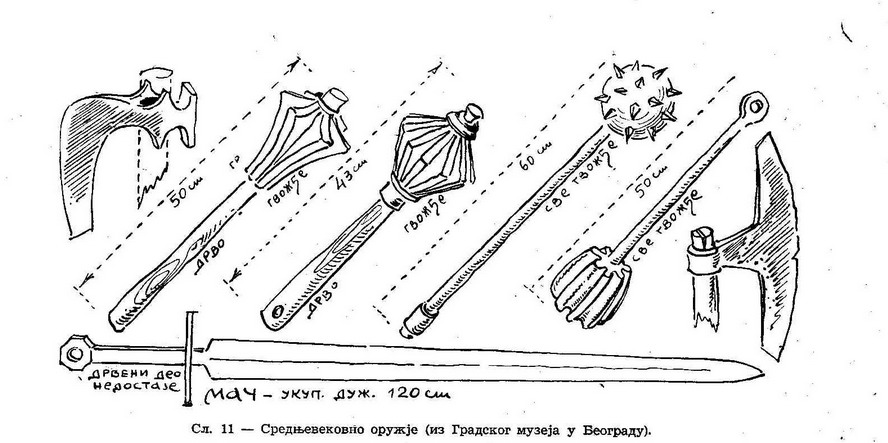 50 cm
гвожђе
дрво
43 cm
гвожђе
дрво
60 cm
све гвожђе
50 cm
све гвожђе
дрвени део
недостаје
мач – укуп. дуж. 120 cm
Сл. 11 — Средњевековно оружје (из Градског музеја у Београду).